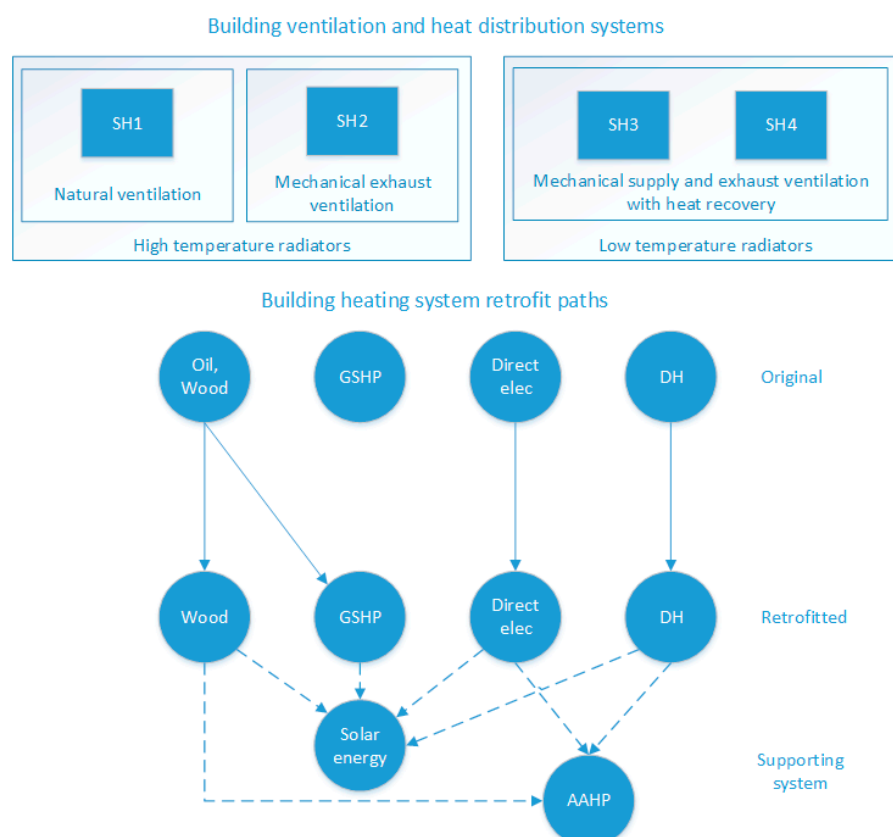 Building ventilation and heat distribution systems
SH1
SH2
SH3
SH4
Natural ventilation
Mechanical exhaust
ventilation
Mechanical supply and exhaust ventilation
with heat recovery
High temperature radiators
Low temperature radiators
Building heating system retrofit paths
Oil,
Wood
GSHP
Direct
elec
DH
Original
Wood
GSHP
Direct
elec
DH
Retrofitted
Solar
energy
AAHP
Supporting
system